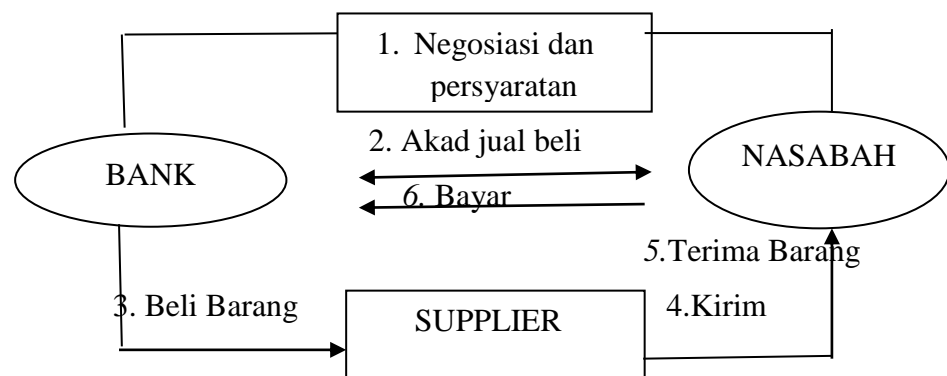 1. Negosiasi dan
persyaratan
2. Akad jual beli
BANK
NASABAH
6. Bayar
5.Terima Barang
3. Beli Barang
SUPPLIER
4.Kirim